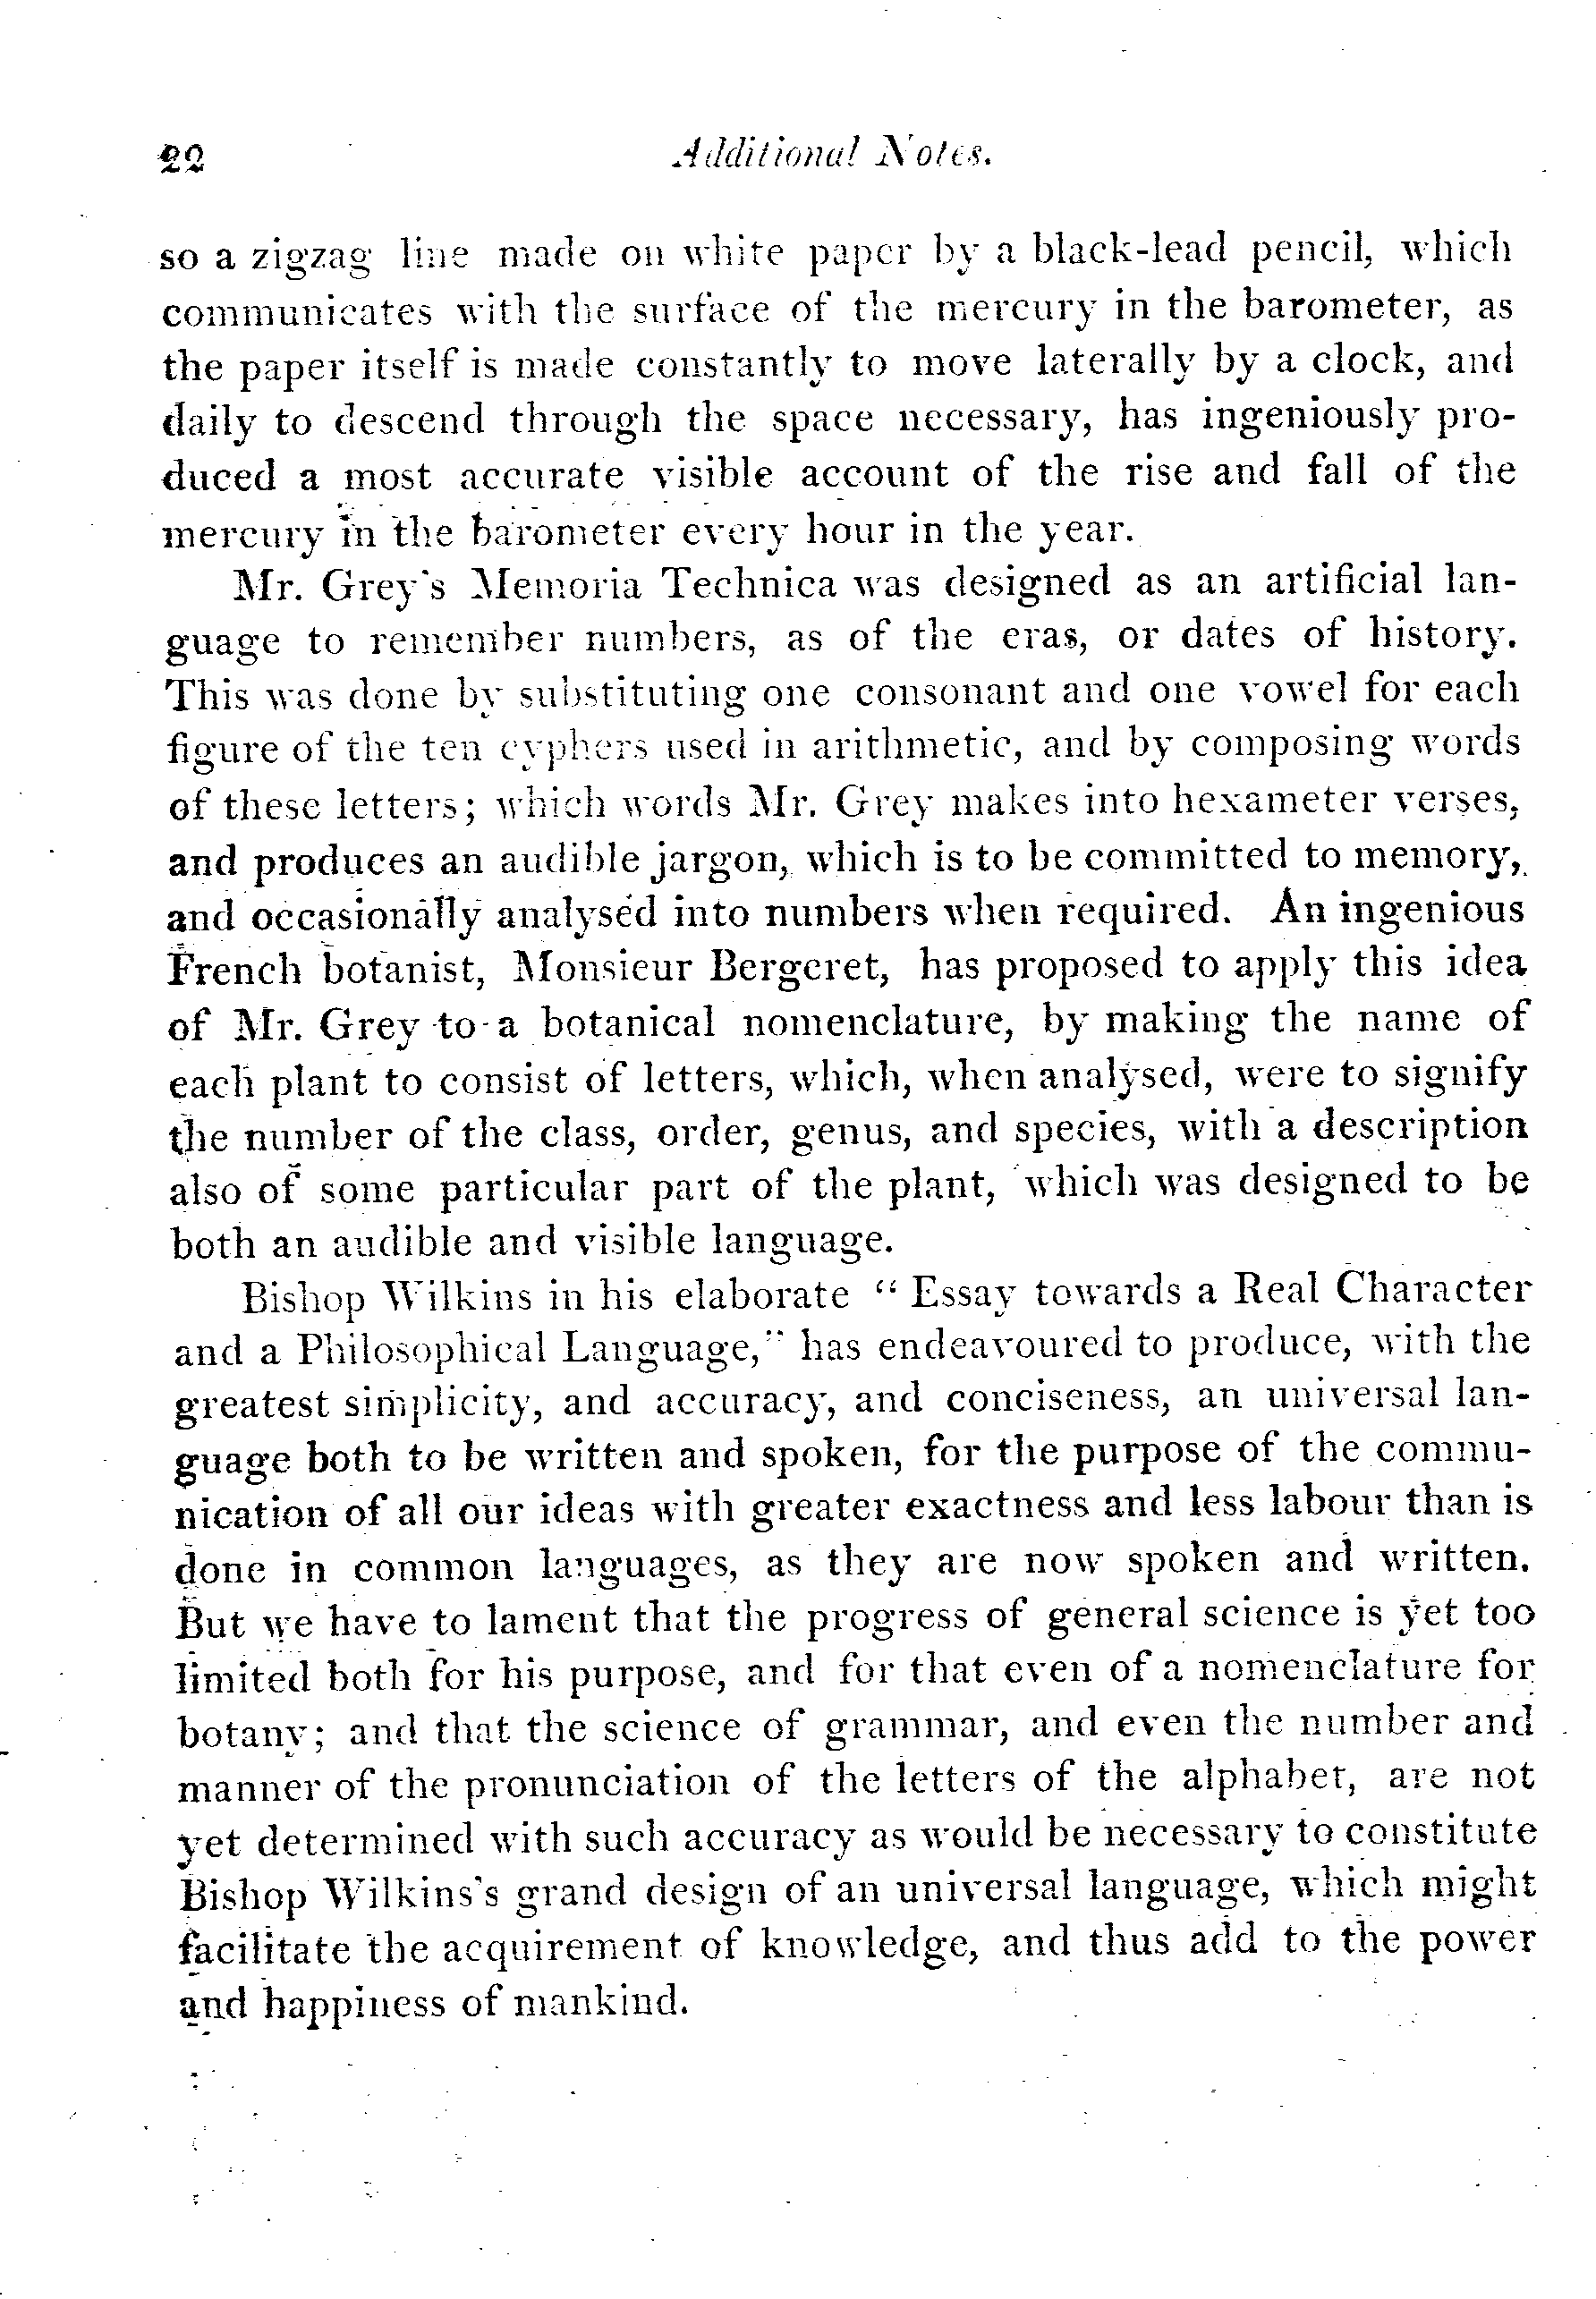 22 Additional Notes.
so a zigzag line made on white paper by a black-lead pencil, which
communicates with the surface of the mercury in the barometer, as
the paper itself is made constantly to move laterally by a clock, and
daily to descend through the space necessary, has ingeniously pro-
duced a most accurate visible account of the rise and fall of the
mercury in the barometer every hour in the year.
Mr. Grey's Memoria Technica was designed as an artificial lan-
guage to remember numbers, as of the eras, or dates of history.
This was done by substituting one consonant and one vowel for each
figure of the ten cyphers used in arithmetic, and by composing words
of these letters; which words Mr. Grey makes into hexameter verses,
and produces an audible jargon, which is to be committed to memory,
and occasionally analysed into numbers when required. An ingenious
French botanist, Monsieur Bergeret, has proposed to apply this idea
of Mr. Grey to a botanical nomenclature, by making the name of
each plant to consist of letters, which, when analysed, were to signify
the number of the class, order, genus, and species, with a description
also of some particular part of the plant, which was designed to be
both an audible and visible language.
Bishop Wilkins in his elaborate “ Essay towards a Real Character
and a Philosophical Language,” has endeavoured to produce, with the
greatest simplicity, and accuracy, and conciseness, an universal lan-
guage both to be written and spoken, for the purpose of the commu-
nication of all our ideas with greater exactness and less labour than is
done in common languages, as they are now spoken and written.
But we have to lament that the progress of general science is yet too
limited both for his purpose, and for that even of a nomenclature for
botany; and that the science of grammar, and even the number and
manner of the pronunciation of the letters of the alphabet, are not
yet determined with such accuracy as would be necessary to constitute
Bishop Wilkins's grand design of an universal language, which might
facilitate the acquirement of knowledge, and thus add to the power
and happiness of mankind.